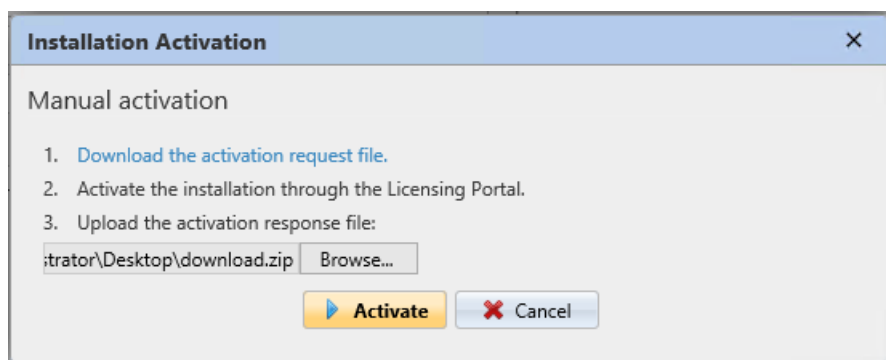 Installation Activation
Manual activation
1. Download the activation request file.
2. Activate the installation through the Licensing Portal.
3. Upload the activation response file:
strator\Desktop\download.zip Browse...
Activate Cancel